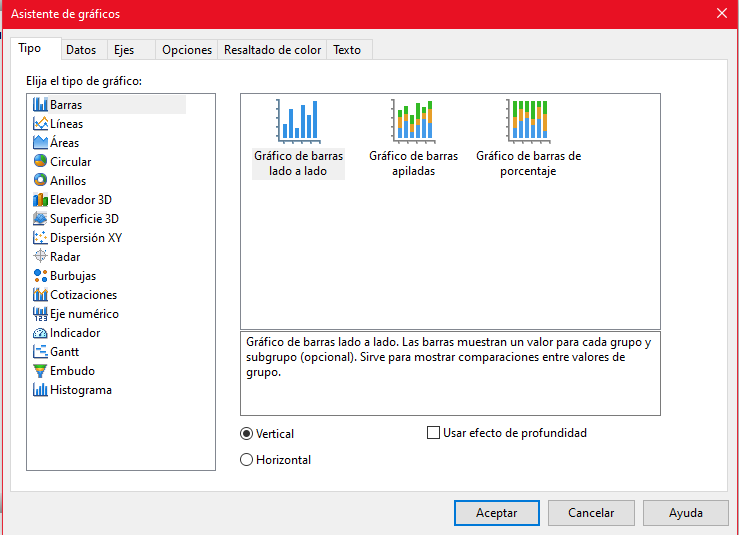 Asistente de gráficos
Tipo
Datos
Ejes
Opciones
Resaltado de color
Texto
Elija el tipo de gráfico:
Barras
Líneas
Áreas
Circular
Anillos
Elevador 3D
Superficie 3D
Dispersión XY
Radar
Burbujas
Cotizaciones
Eje numérico
Indicador
Gantt
Embudo
Histograma
Gráfico de barras
lado a lado
Gráfico de barras
apiladas
Gráfico de barras de
porcentaje
Gráfico de barras lado a lado. Las barras muestran un valor para cada grupo y
subgrupo (opcional). Sirve para mostrar comparaciones entre valores de
grupo.
Vertical
Usar efecto de profundidad
Horizontal
Aceptar
Cancelar
Ayuda